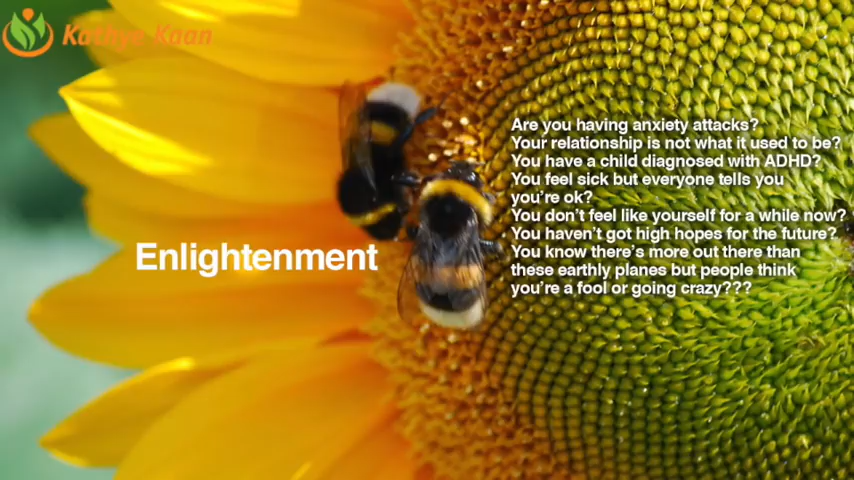 Kathye Kaan
Enlightenment
Are you having anxiety attacks?
Your relationship is not what it used to be?
You have a child diagnosed with ADHD?
You feel sick but everyone tells you
you're ok?
You don't feel like yourself for a while now?
You haven't got high hopes for the future?
You know there's more out there than
these earthly planes but people think
you're a fool or going crazy???